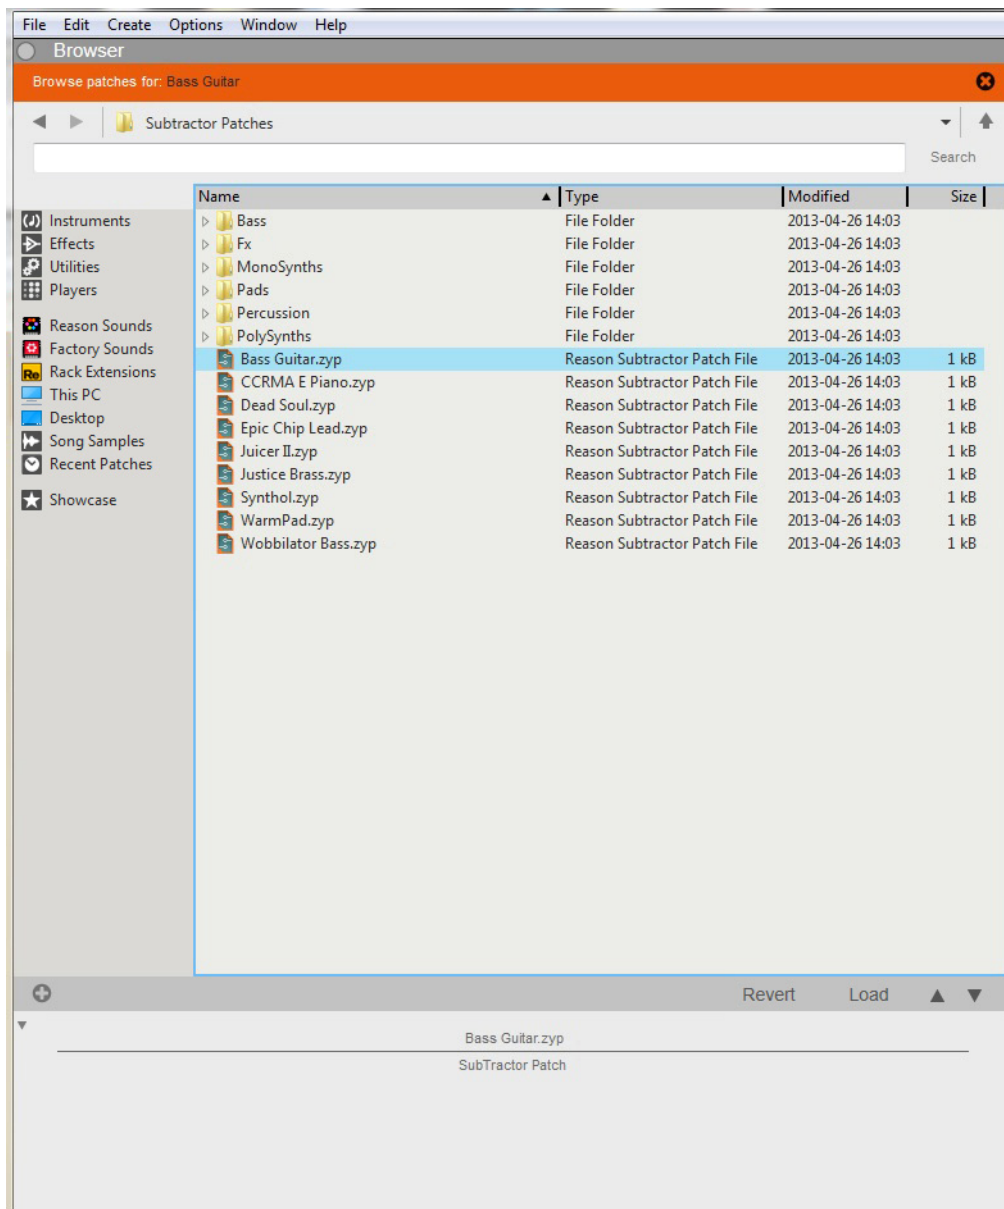 File Edit Create Options Window Help
Browser
Browse patches for: Bass Guitar
Subtractor Patches
Search
Name Type Modified Size
Instruments
Effects
Utilities
Players
Reason Sounds
Factory Sounds
Re Rack Extensions
This PC
Desktop
Song Samples
Recent Patches
Showcase
Bass File Folder 2013-04-26 14:03
Fx File Folder 2013-04-26 14:03
MonoSynths File Folder 2013-04-26 14:03
Pads File Folder 2013-04-26 14:03
Percussion File Folder 2013-04-26 14:03
PolySynths File Folder 2013-04-26 14:03
Bass Guitar.zyp Reason Subtractor Patch File 2013-04-26 14:03 1 kB
CCRMA E Piano.zyp Reason Subtractor Patch File 2013-04-26 14:03 1 kB
Dead Soul.zyp Reason Subtractor Patch File 2013-04-26 14:03 1 kB
Epic Chip Lead.zyp Reason Subtractor Patch File 2013-04-26 14:03 1 kB
Juicer II.zyp Reason Subtractor Patch File 2013-04-26 14:03 1 kB
Justice Brass.zyp Reason Subtractor Patch File 2013-04-26 14:03 1 kB
Synthol.zyp Reason Subtractor Patch File 2013-04-26 14:03 1 kB
WarmPad.zyp Reason Subtractor Patch File 2013-04-26 14:03 1 kB
Wobbilator Bass.zyp Reason Subtractor Patch File 2013-04-26 14:03 1 kB
Revert Load
Bass Guitar.zyp
SubTractor Patch